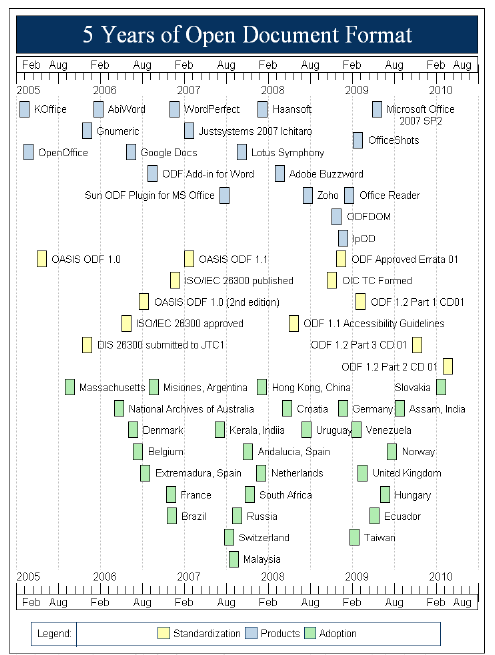 5 Years of Open Document Format
Feb Aug Feb Aug Feb Aug Feb Aug Feb Aug Feb Aug
2005 2006 2007 2008 2009 2010
KOffice AbiWord WordPerfect Haansoft Microsoft Office
2007 SP2
Gnumeric Justsystems 2007 Ichitaro
OfficeShots
OpenOffice Google Docs Lotus Symphony
ODF Add-in for Word Adobe Buzzword
Sun ODF Plugin for MS Office Zoho Office Reader
ODFDOM
lpOD
OASIS ODF 1.0 OASIS ODF 1.1 ODF Approved Errata 01
ISO/IEC 26300 published OIC TC Formed
OASIS ODF 1.0 (2nd edition) ODF 1.2 Part 1 CD01
ISO/IEC 26300 approved ODF 1.1 Accessibility Guidelines
DIS 26300 submitted to JTC1 ODF 1.2 Part 3 CD 01
ODF 1.2 Part 2 CD 01
Massachusetts Misiones, Argentina Hong Kong, China Slovakia
National Archives of Australia Croatia Germany Assam, India
Denmark Kerala, Indiia Uruguay Venezuela
Belgium Andalucia, Spain Norway
Extremadura, Spain Netherlands United Kingdom
France South Africa Hungary
Brazil Russia Ecuador
Switzerland Taiwan
Malaysia
2005 2006 2007 2008 2009 2010
Feb Aug Feb Aug Feb Aug Feb Aug Feb Aug Feb Aug
Legend: Standardization Products Adoption